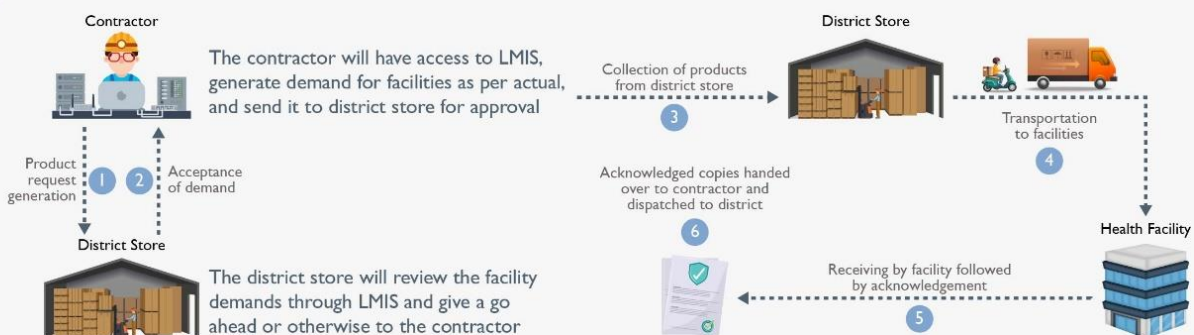 Contractor
The contractor will have access to LMIS,
generate demand for facilities as per actual,
and send it to district store for approval
Product
request
generation
1
2
Acceptance
of demand
District Store
The district store will review the facility
demands through LMIS and give a go
ahead or otherwise to the contractor
Collection of products
from district store
3
District Store
Transportation
to facilities
4
Health Facility
Receiving by facility followed
by acknowledgement
5
Acknowledged copies handed
over to contractor and
dispatched to district
6